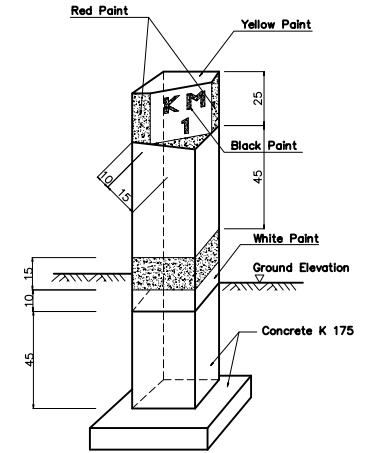 Red Paint
Yellow Paint
KM
1
25
Black Paint
10
15
45
White Paint
15
Ground Elevation
10
45
Concrete K 175